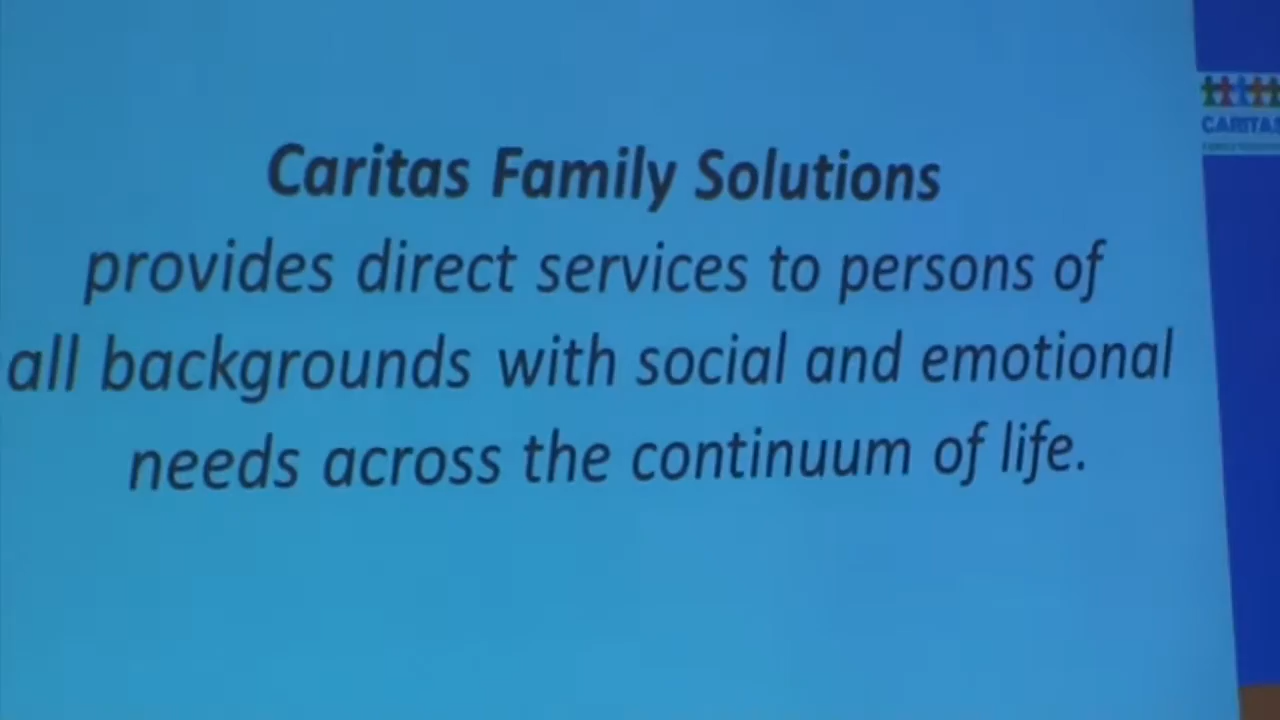 Caritas Family Solutions
provides direct services to persons of
all backgrounds with social and emotional
needs across the continuum of life.
CARITAS